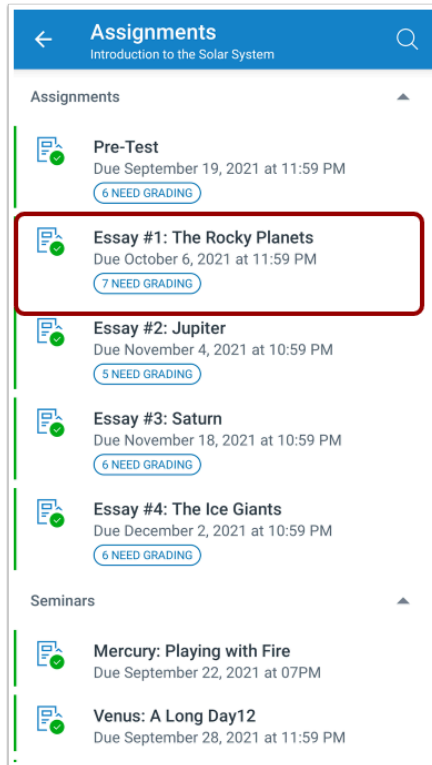 Assignments
Introduction to the Solar System
Assignments
Pre-Test
Due September 19, 2021 at 11:59 PM
6 NEED GRADING
Essay #1: The Rocky Planets
Due October 6, 2021 at 11:59 PM
7 NEED GRADING
Essay #2: Jupiter
Due November 4, 2021 at 10:59 PM
5 NEED GRADING
Essay #3: Saturn
Due November 18, 2021 at 10:59 PM
6 NEED GRADING
Essay #4: The Ice Giants
Due December 2, 2021 at 10:59 PM
6 NEED GRADING
Seminars
Mercury: Playing with Fire
Due September 22, 2021 at 07PM
Venus: A Long Day12
Due September 28, 2021 at 11:59 PM